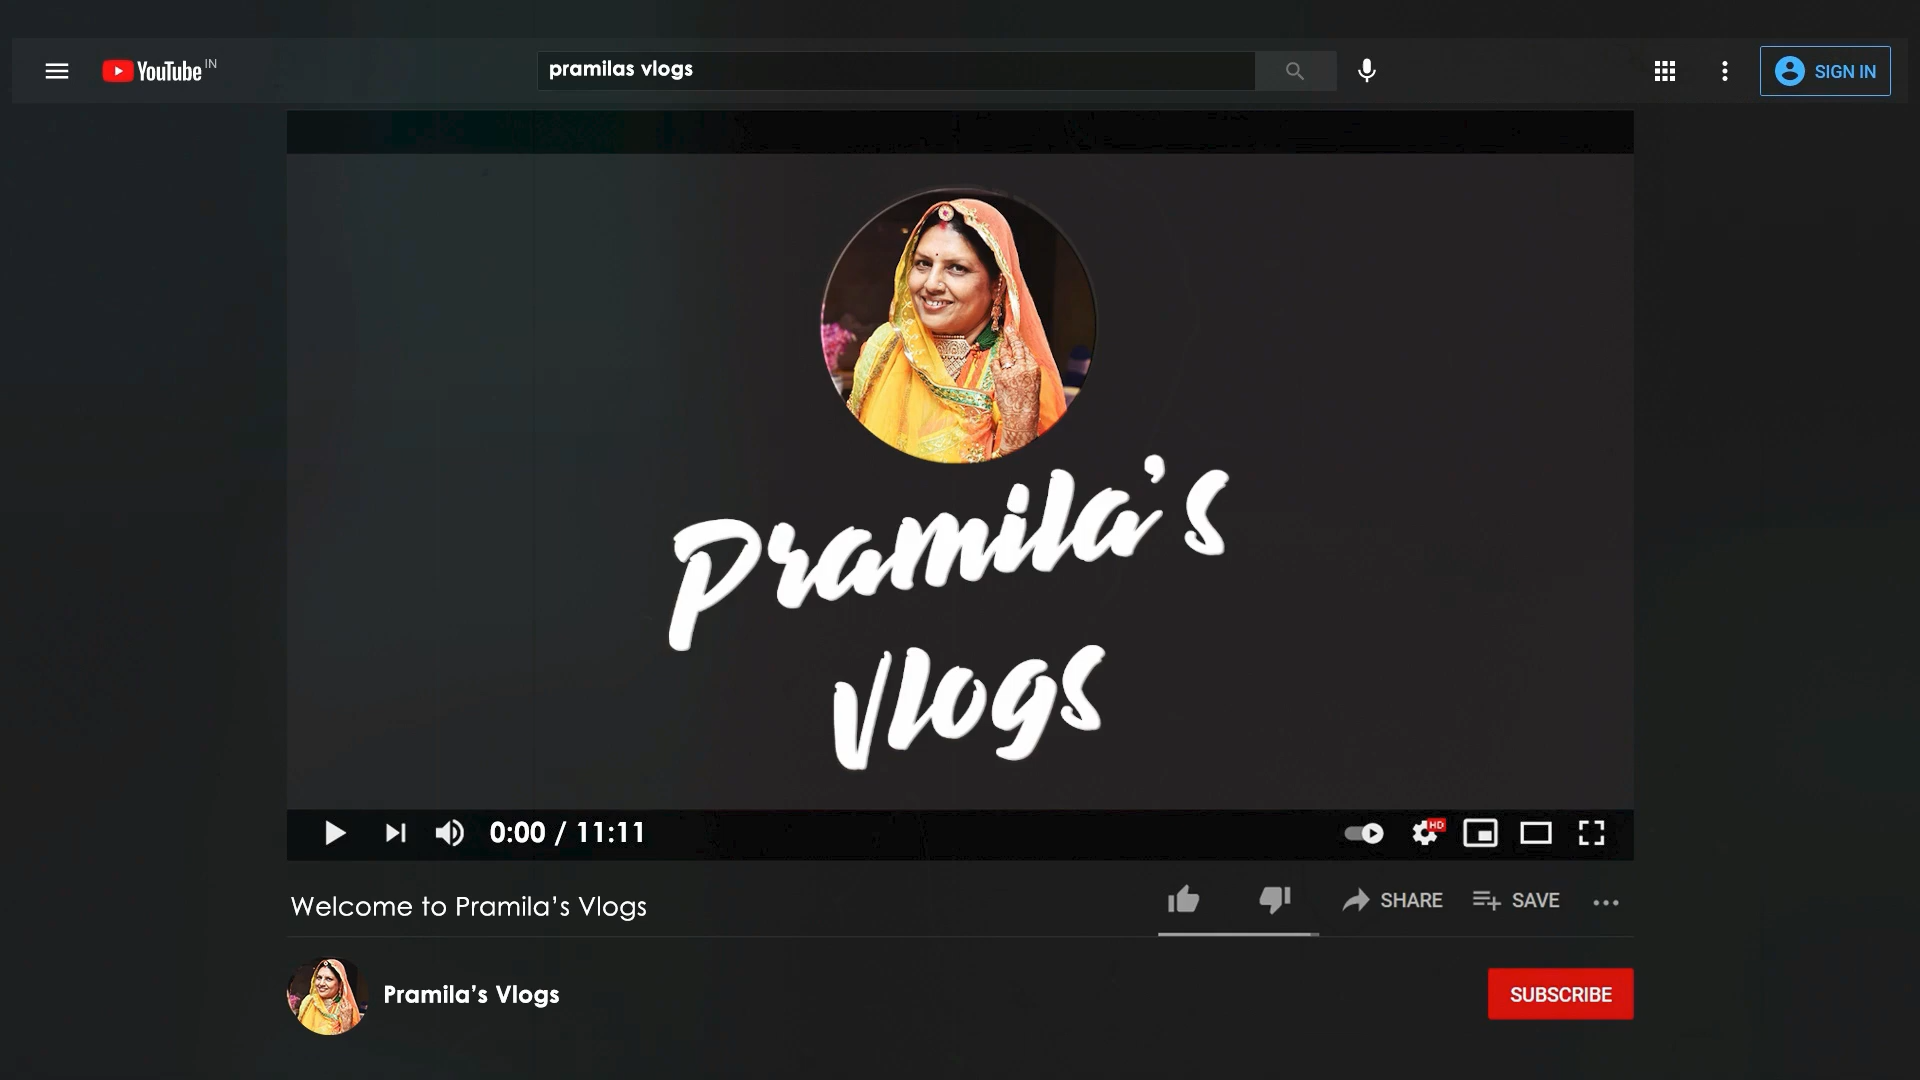 YouTube IN
pramilas vlogs
SIGN IN
Pramila's
Vlogs
0:00 / 11:11
HD
Welcome to Pramila's Vlogs
SHARE
SAVE
Pramila's Vlogs
SUBSCRIBE